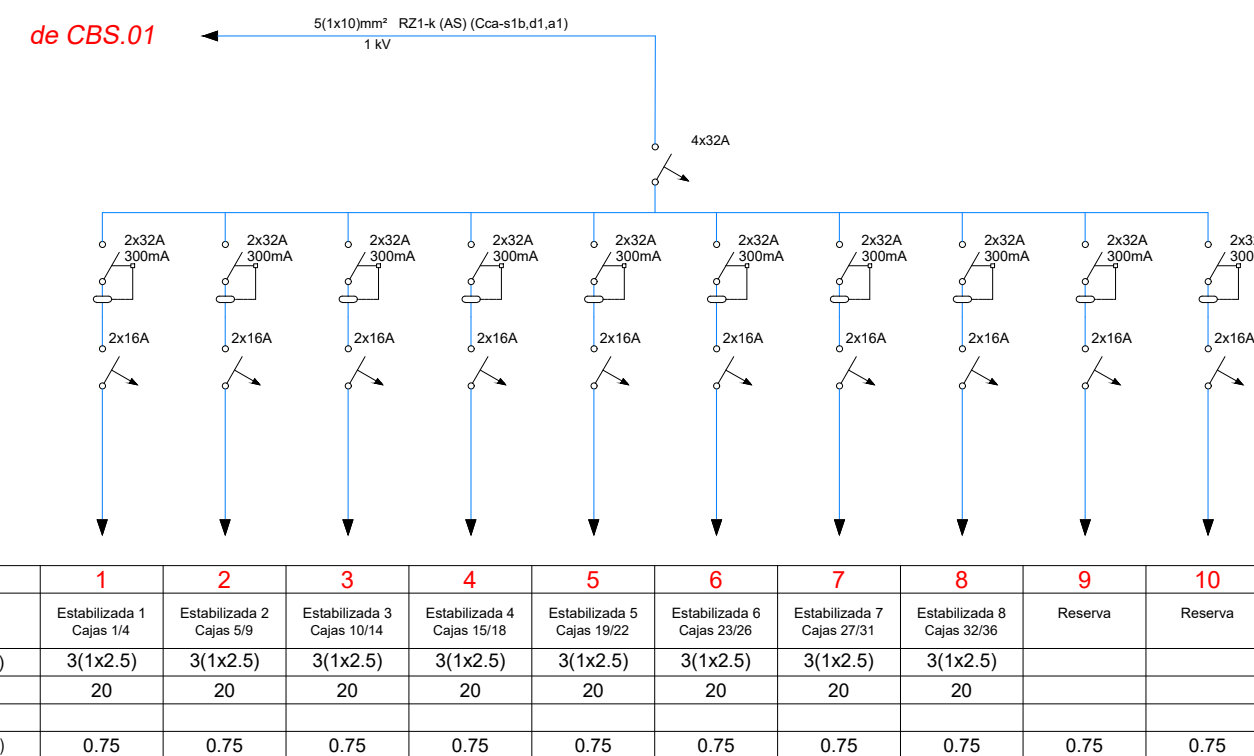 de CBS.01
5(1x10)mm² RZ1-k (AS) (Cca-s1b,d1,a1)
1 kV
4x32A
2x32A 2x32A 2x32A 2x32A 2x32A 2x32A 2x32A 2x32A 2x32A
300mA 300mA 300mA 300mA 300mA 300mA 300mA 300mA 300mA
2x16A 2x16A 2x16A 2x16A 2x16A 2x16A 2x16A 2x16A 2x16A 2x16A
1 2 3 4 5 6 7 8 9 10
Estabilizada 1 Estabilizada 2 Estabilizada 3 Estabilizada 4 Estabilizada 5 Estabilizada 6 Estabilizada 7 Estabilizada 8 Reserva Reserva
Cajas 1/4 Cajas 5/9 Cajas 10/14 Cajas 15/18 Cajas 19/22 Cajas 23/26 Cajas 27/31 Cajas 32/36
) 3(1x2.5) 3(1x2.5) 3(1x2.5) 3(1x2.5) 3(1x2.5) 3(1x2.5) 3(1x2.5) 3(1x2.5)
20 20 20 20 20 20 20 20
) 0.75 0.75 0.75 0.75 0.75 0.75 0.75 0.75 0.75 0.75